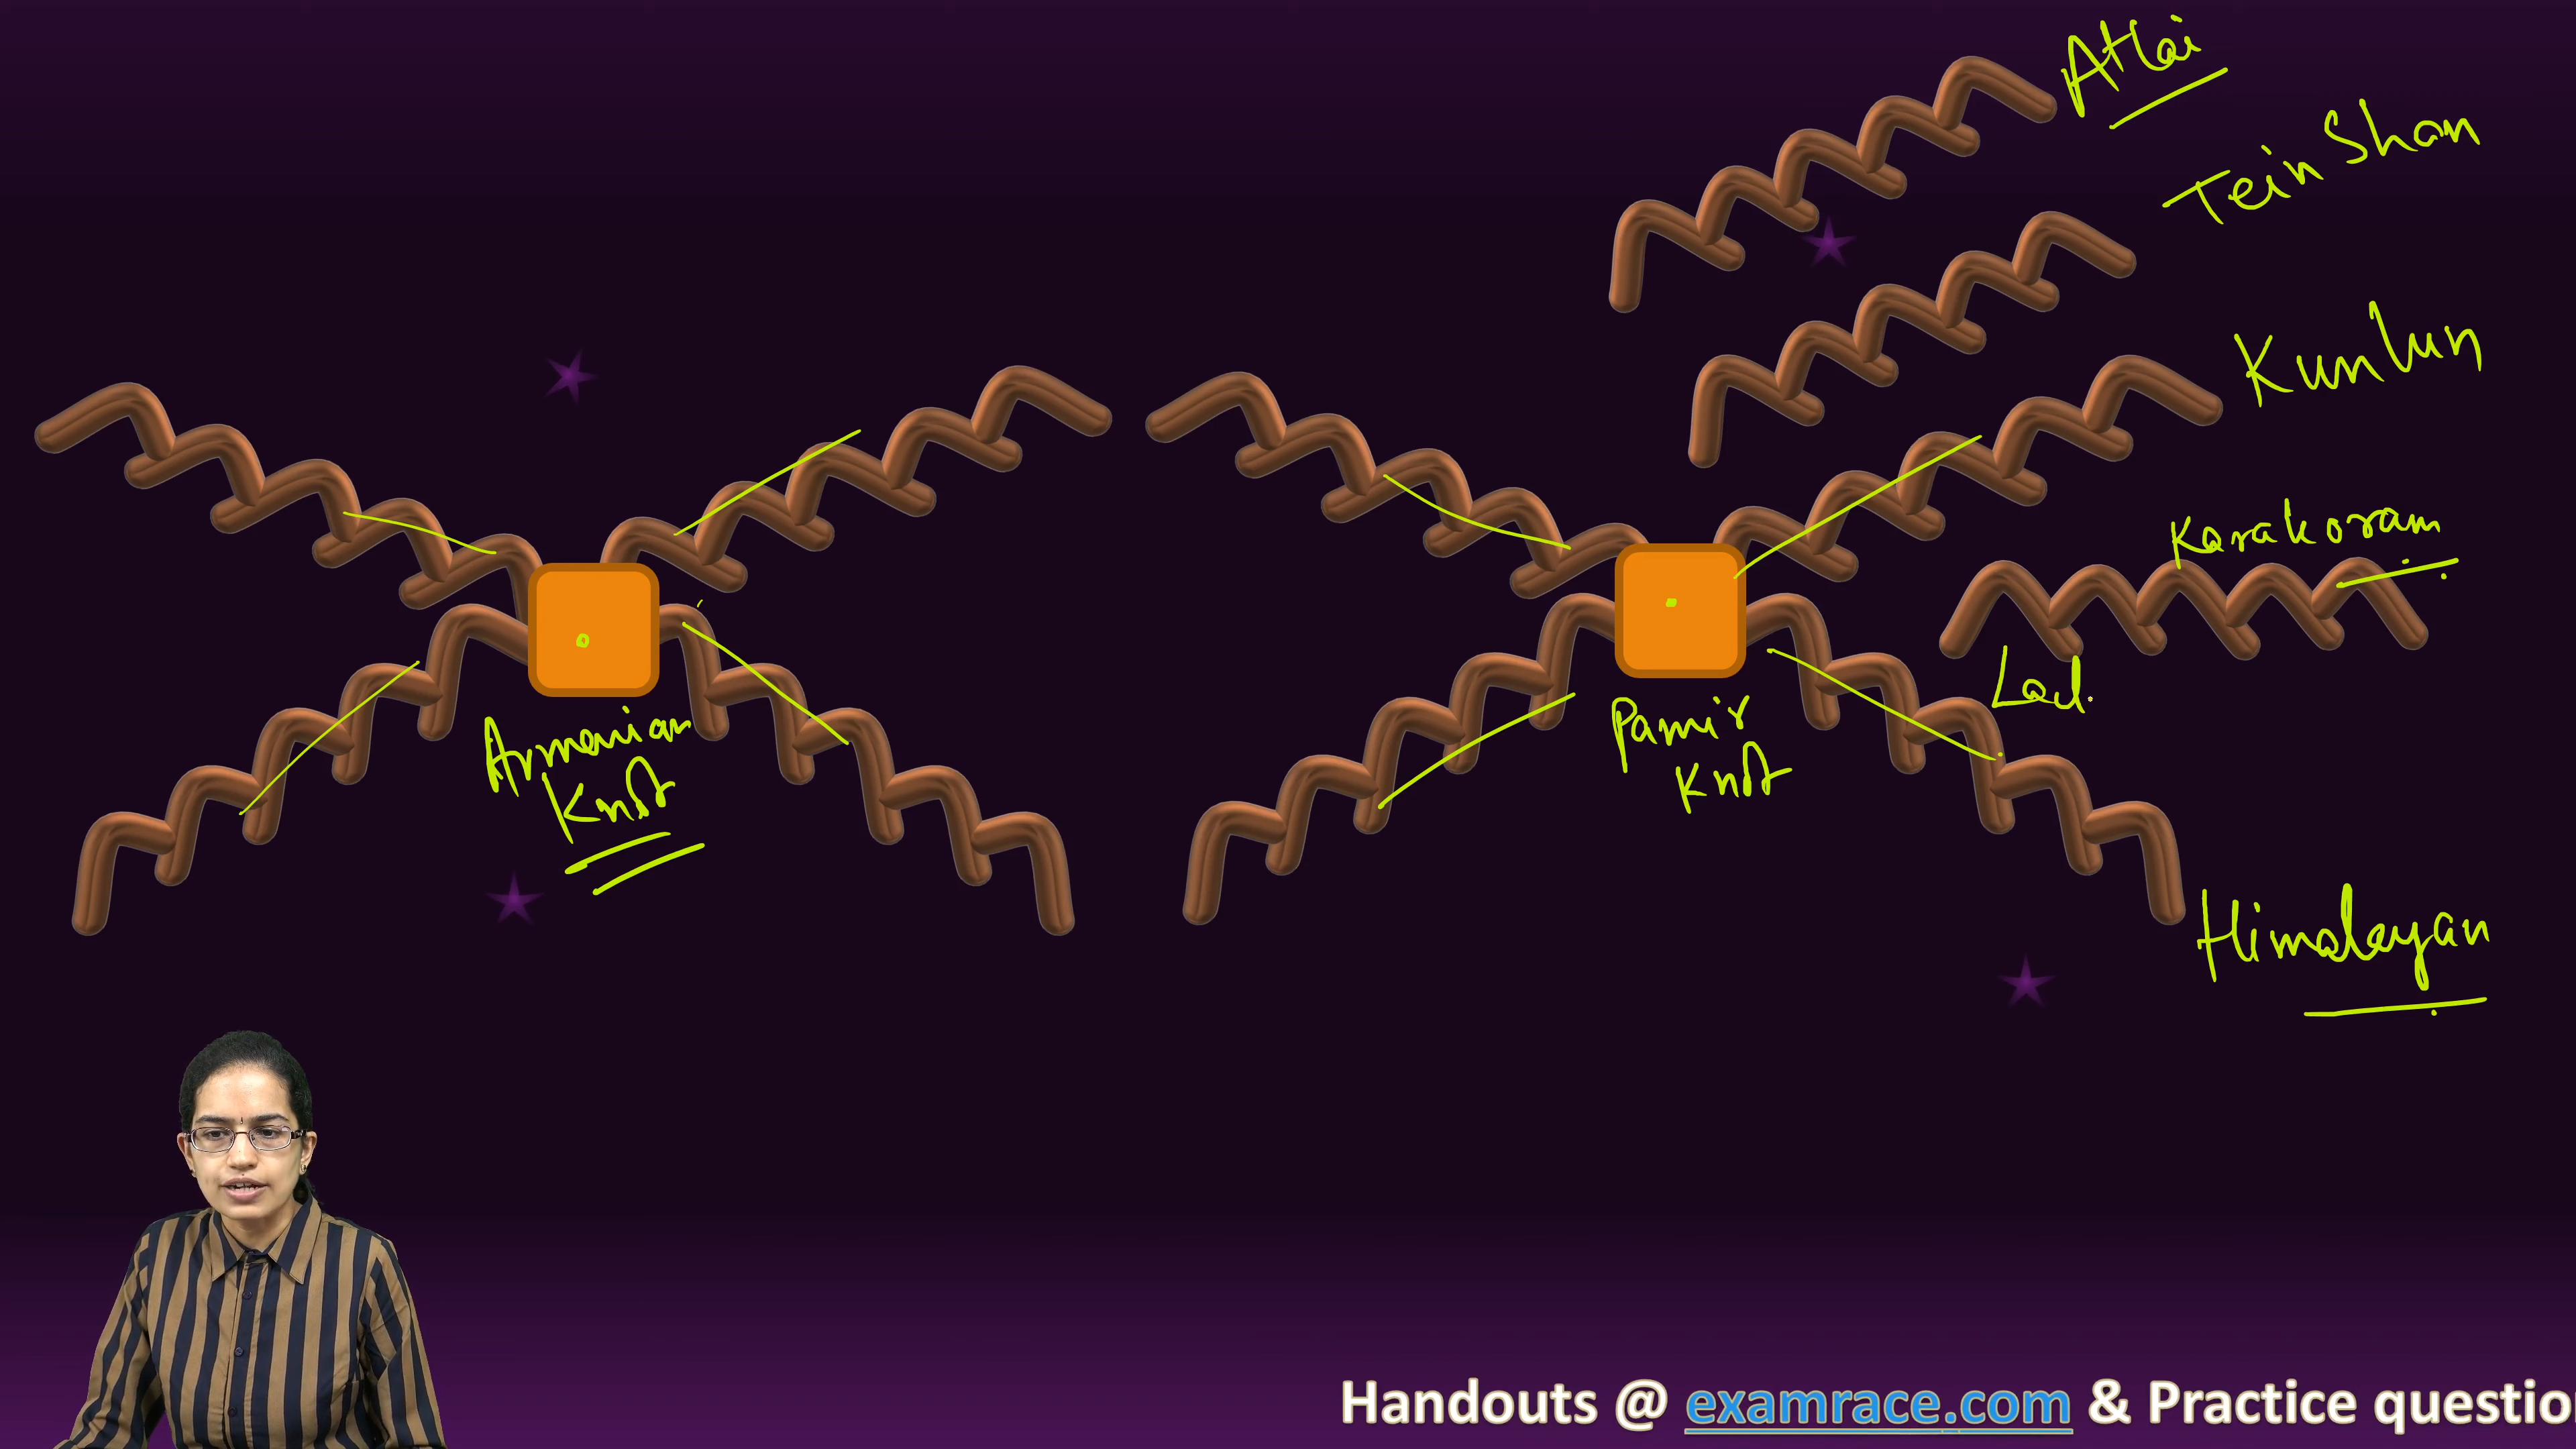 Altai
Tein Shan
Kunlun
Karakoram
Lad.
Armenian
Knot
Pamir
Knot
Himalayan
Handouts @ examrace.com & Practice questio